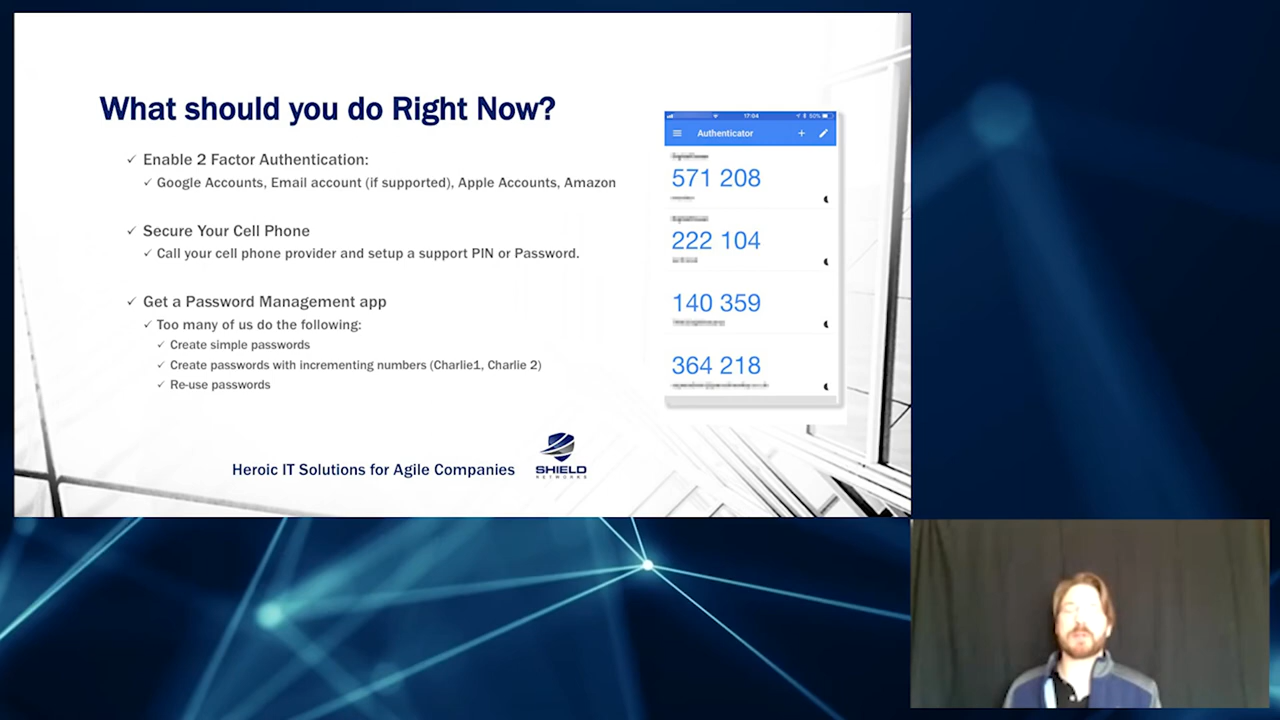 What should you do Right Now?
Enable 2 Factor Authentication:
Google Accounts, Email account (if supported), Apple Accounts, Amazon
Secure Your Cell Phone
Call your cell phone provider and setup a support PIN or Password.
Get a Password Management app
Too many of us do the following:
Create simple passwords
Create passwords with incrementing numbers (Charlie1, Charlie 2)
Re-use passwords
Heroic IT Solutions for Agile Companies
SHIELD
NETWORKS
17:04
50%
Authenticator
571 208
222 104
140 359
364 218